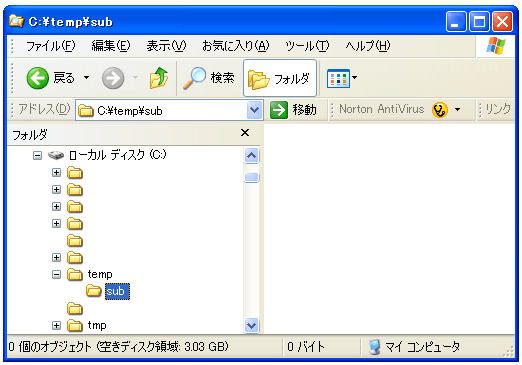 C:¥temp¥sub
ファイル(F) 編集(E) 表示(V) お気に入り(A) ツール(T) ヘルプ(H)
戻る 検索 フォルダ
アドレス(D) C:¥temp¥sub 移動 Norton AntiVirus リンク
フォルダ
ローカル ディスク (C:)
temp
sub
tmp
0 個のオブジェクト (空きディスク領域: 3.03 GB) 0 バイト マイ コンピュータ